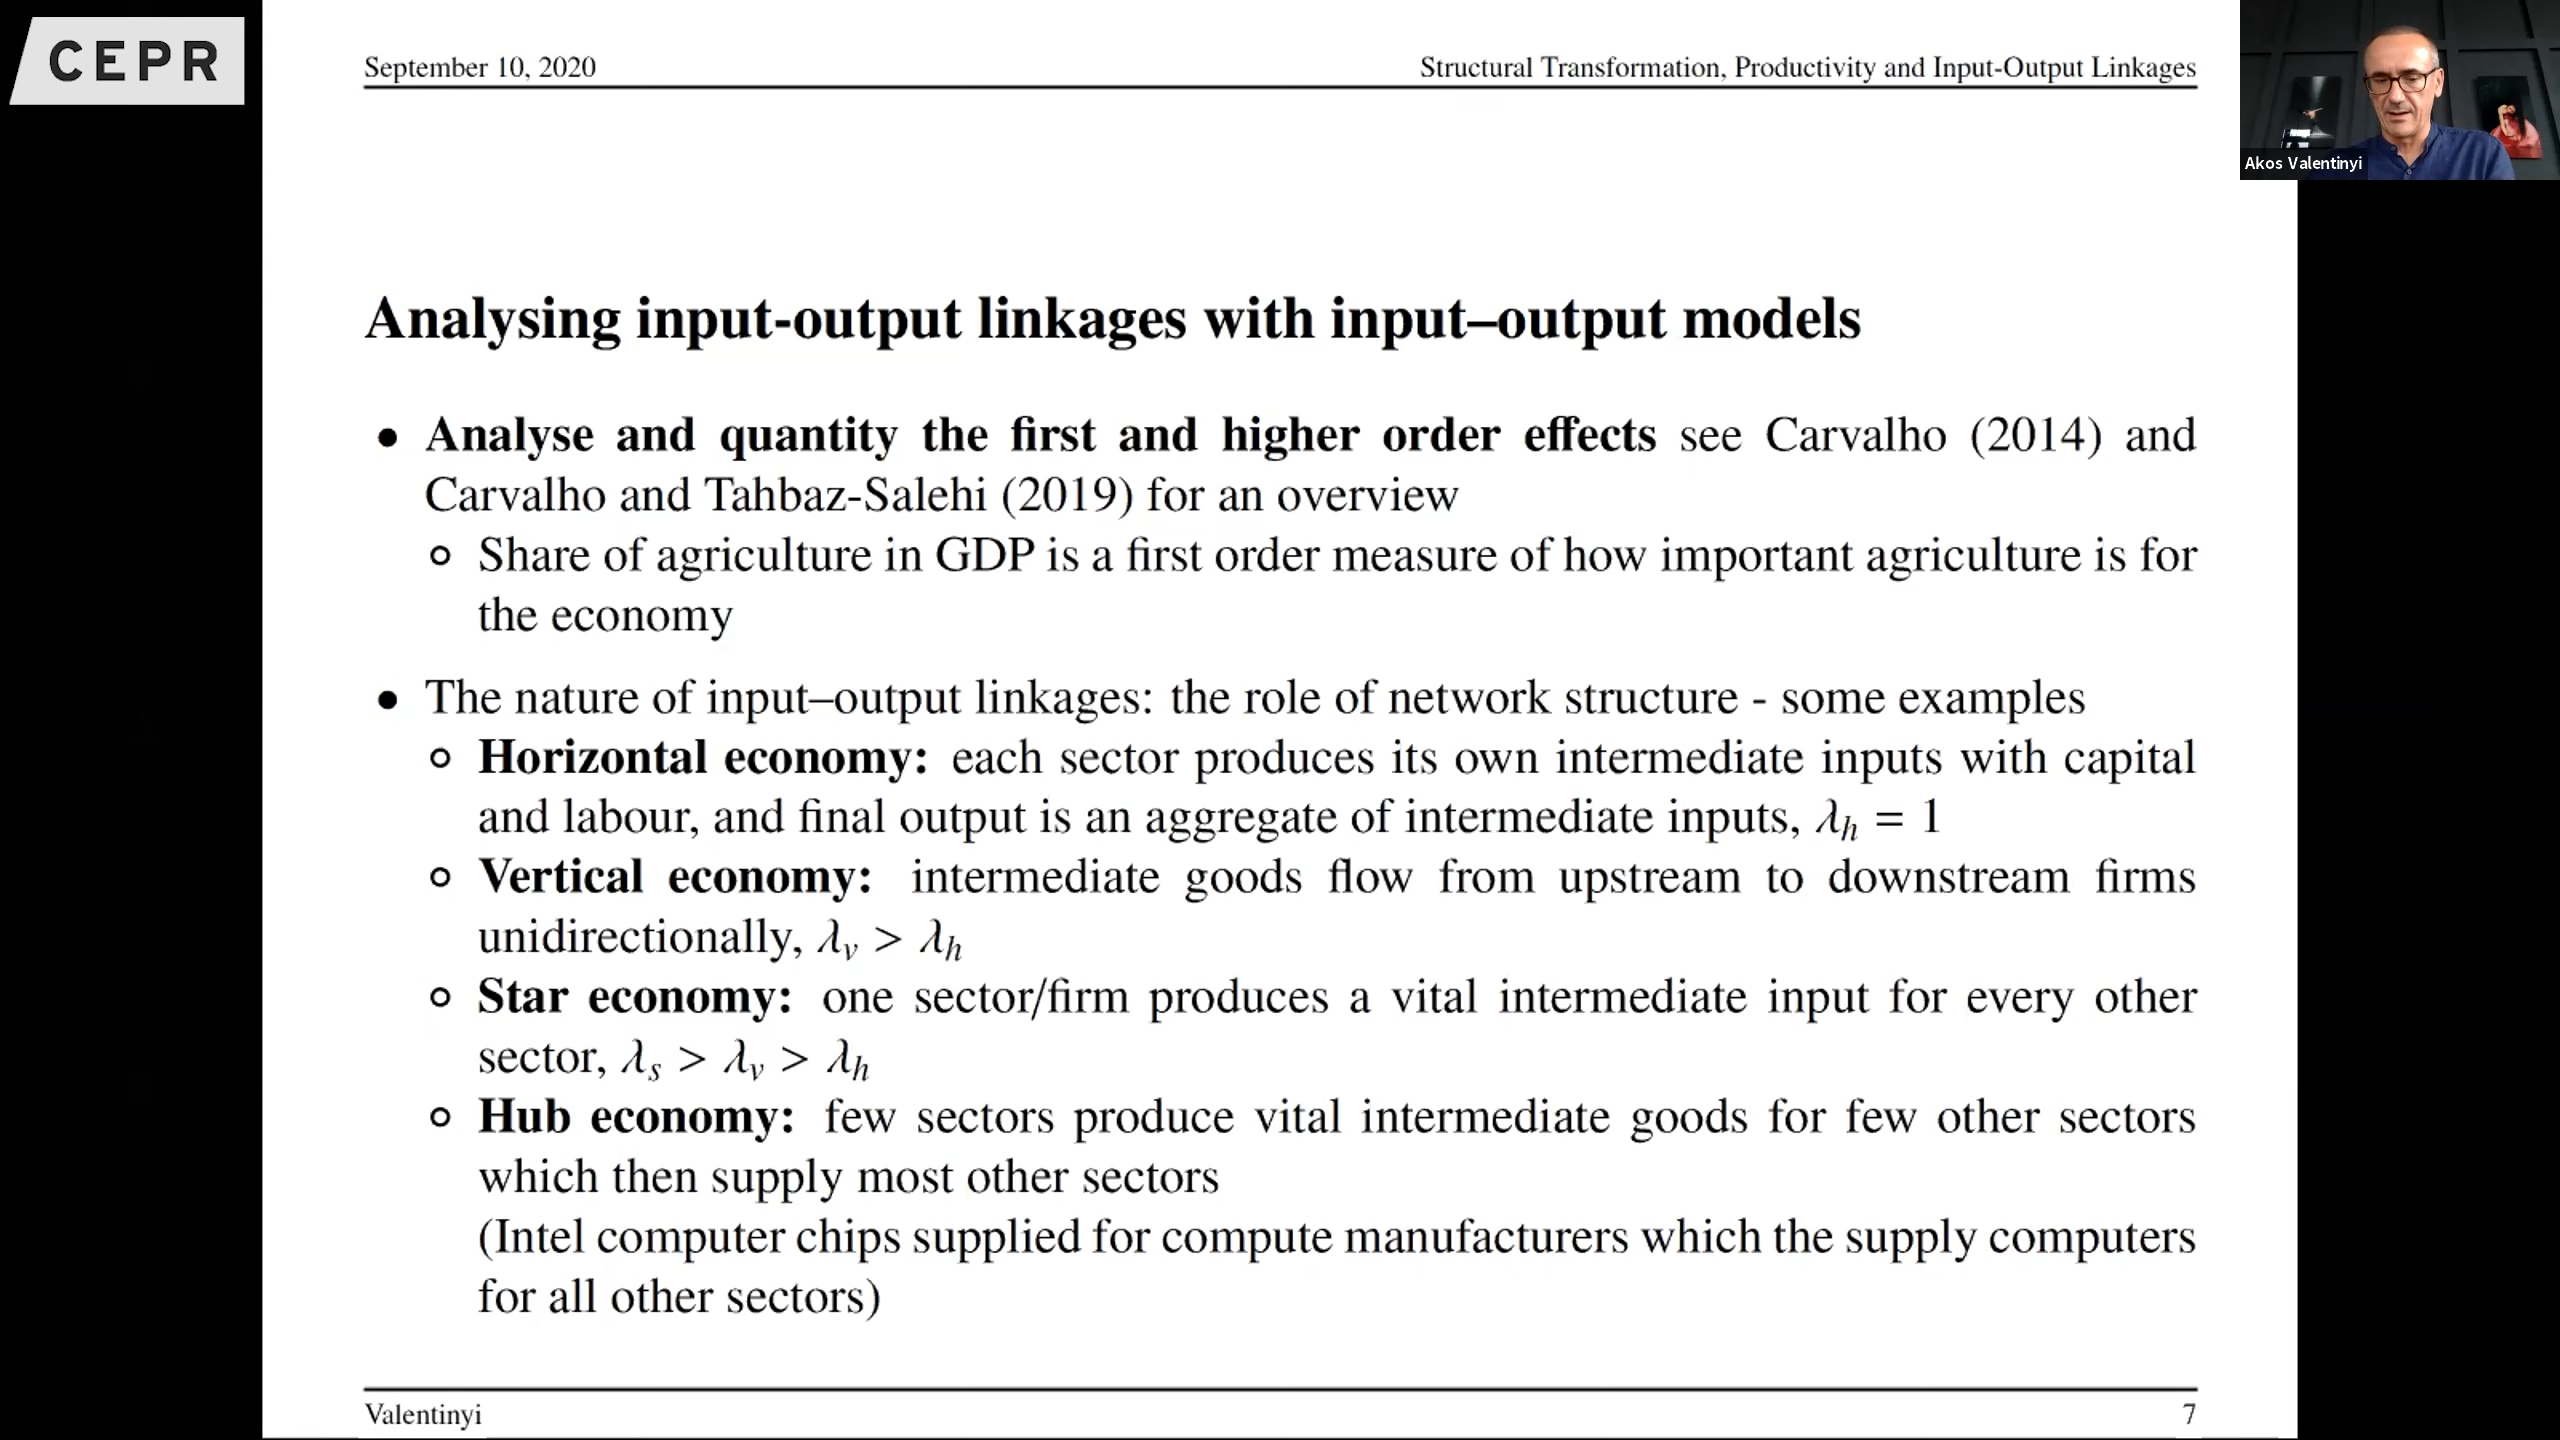 CEPR
September 10, 2020
Structural Transformation, Productivity and Input-Output Linkages
Akos Valentinyi
Analysing input-output linkages with input–output models
• Analyse and quantity the first and higher order effects see Carvalho (2014) and
Carvalho and Tahbaz-Salehi (2019) for an overview
∘ Share of agriculture in GDP is a first order measure of how important agriculture is for
the economy
• The nature of input–output linkages: the role of network structure - some examples
∘ Horizontal economy: each sector produces its own intermediate inputs with capital
and labour, and final output is an aggregate of intermediate inputs, λh = 1
∘ Vertical economy: intermediate goods flow from upstream to downstream firms
unidirectionally, λv > λh
∘ Star economy: one sector/firm produces a vital intermediate input for every other
sector, λs > λv > λh
∘ Hub economy: few sectors produce vital intermediate goods for few other sectors
which then supply most other sectors
(Intel computer chips supplied for compute manufacturers which the supply computers
for all other sectors)
Valentinyi
7